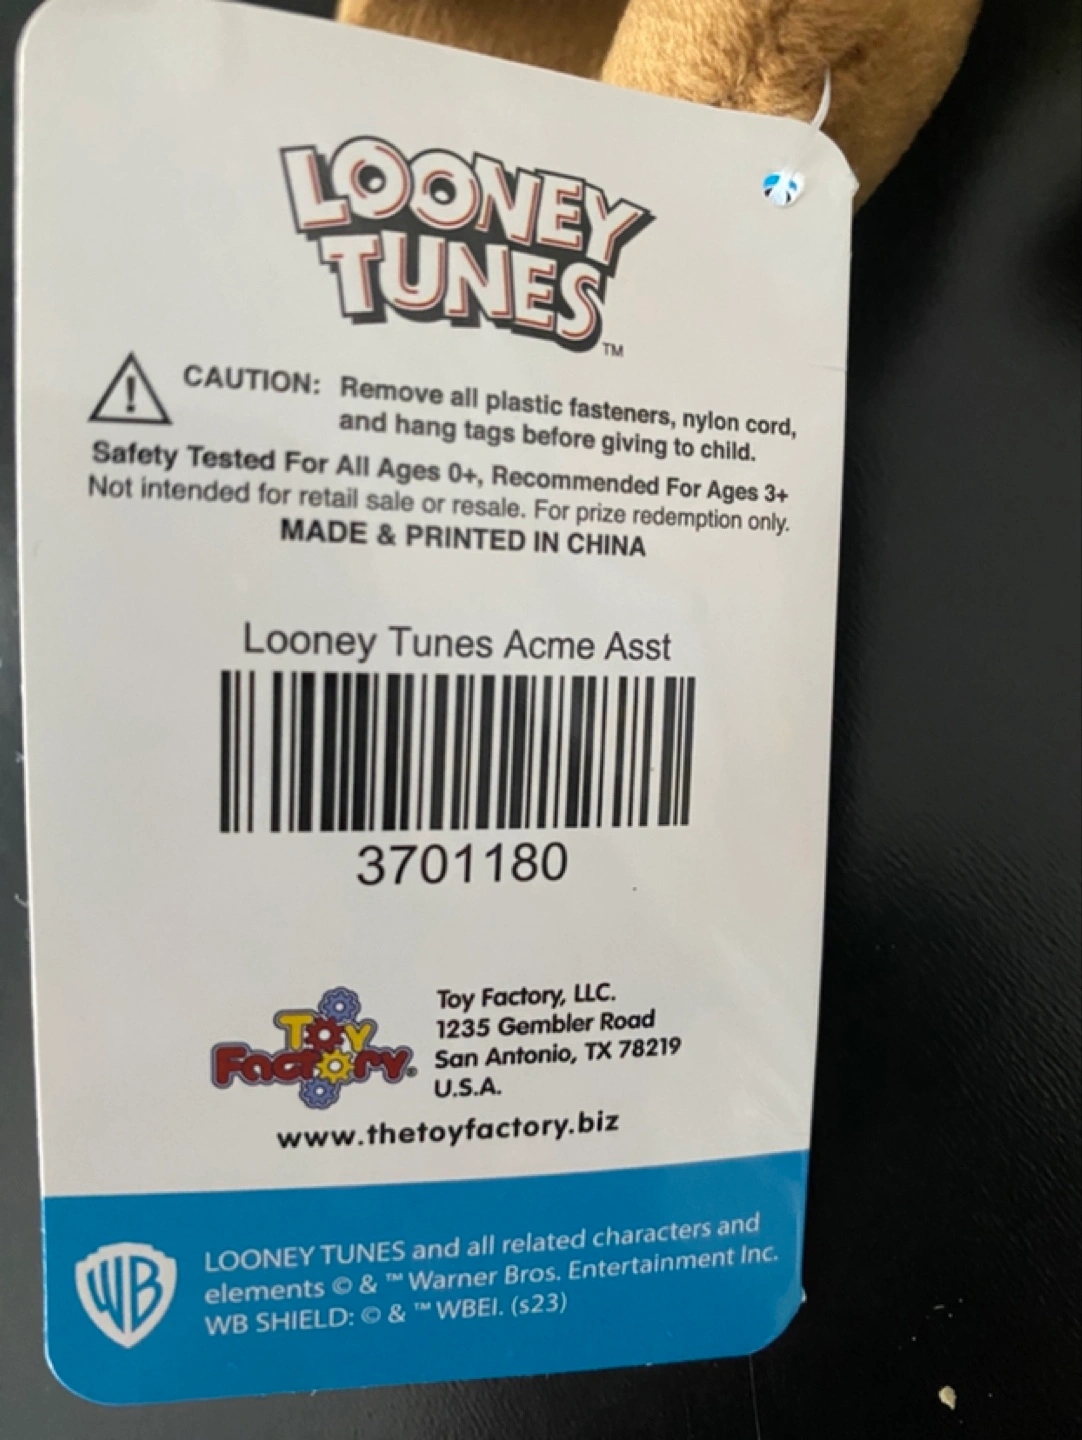 LOONEY
TUNES
TM
! CAUTION: Remove all plastic fasteners, nylon cord,
and hang tags before giving to child.
Safety Tested For All Ages 0+, Recommended For Ages 3+
Not intended for retail sale or resale. For prize redemption only.
MADE & PRINTED IN CHINA
Looney Tunes Acme Asst
3701180
Toy
Factory®
Toy Factory, LLC.
1235 Gembler Road
San Antonio, TX 78219
U.S.A.
www.thetoyfactory.biz
WB
LOONEY TUNES and all related characters and
elements © & ™ Warner Bros. Entertainment Inc.
WB SHIELD: © & ™ WBEI. (s23)